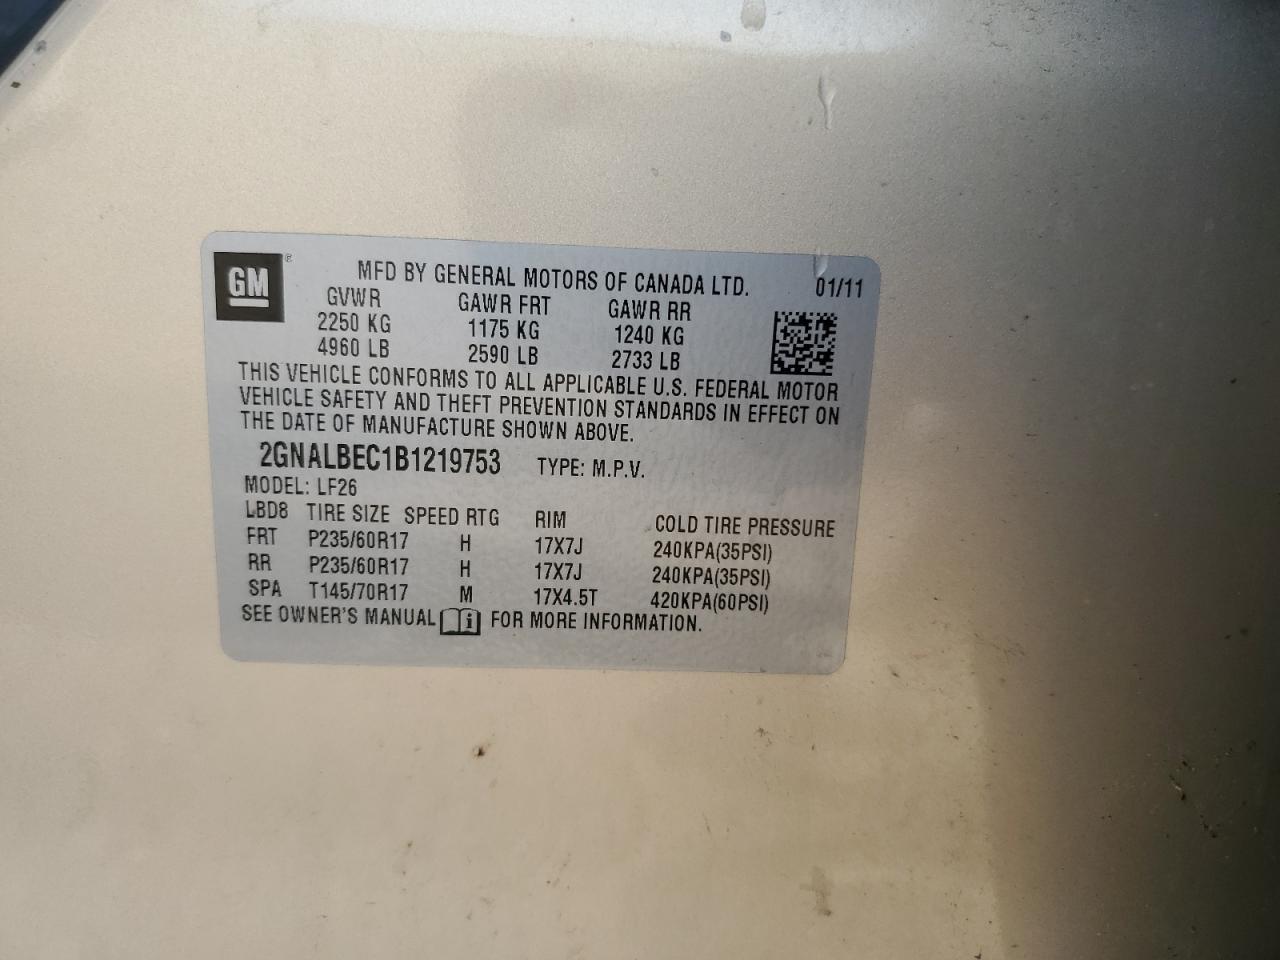 GM ®
MFD BY GENERAL MOTORS OF CANADA LTD. 01/11
GVWR GAWR FRT GAWR RR
2250 KG 1175 KG 1240 KG
4960 LB 2590 LB 2733 LB
THIS VEHICLE CONFORMS TO ALL APPLICABLE U.S. FEDERAL MOTOR
VEHICLE SAFETY AND THEFT PREVENTION STANDARDS IN EFFECT ON
THE DATE OF MANUFACTURE SHOWN ABOVE.
2GNALBEC1B1219753 TYPE: M.P.V.
MODEL: LF26
LBD8 TIRE SIZE SPEED RTG RIM COLD TIRE PRESSURE
FRT P235/60R17 H 17X7J 240KPA(35PSI)
RR P235/60R17 H 17X7J 240KPA(35PSI)
SPA T145/70R17 M 17X4.5T 420KPA(60PSI)
SEE OWNER'S MANUAL i FOR MORE INFORMATION.